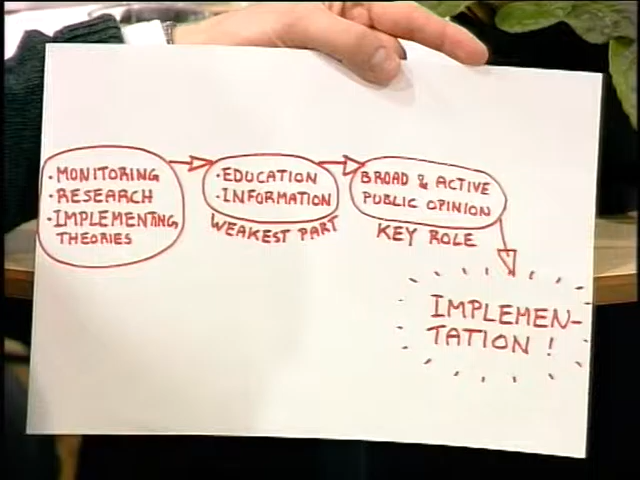 ·MONITORING
·RESEARCH
·IMPLEMENTING
THEORIES
·EDUCATION
·INFORMATION
WEAKEST PART
BROAD & ACTIVE
PUBLIC OPINION
KEY ROLE
IMPLEMEN-
TATION!